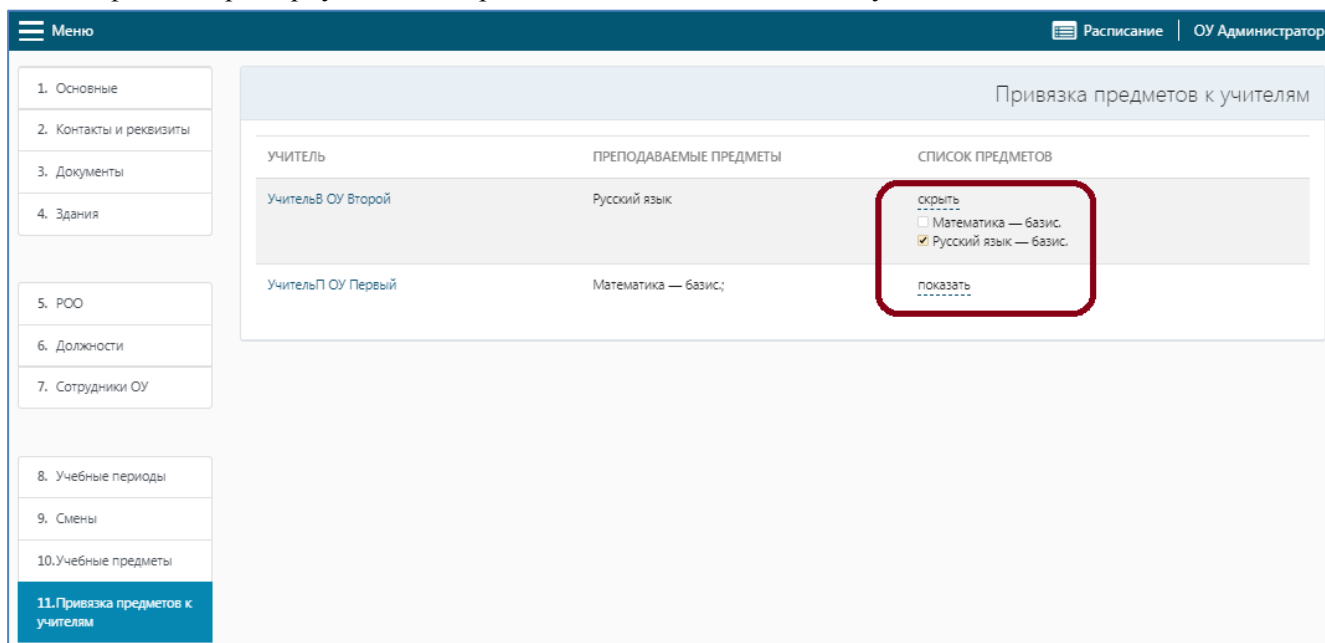 Меню
Расписание | ОУ Администратор
1. Основные
2. Контакты и реквизиты
3. Документы
4. Здания
5. РОО
6. Должности
7. Сотрудники ОУ
8. Учебные периоды
9. Смены
10.Учебные предметы
11.Привязка предметов к
учителям
Привязка предметов к учителям
УЧИТЕЛЬ ПРЕПОДАВАЕМЫЕ ПРЕДМЕТЫ СПИСОК ПРЕДМЕТОВ
УчительВ ОУ Второй Русский язык скрыть
Математика — базис.
Русский язык — базис.
УчительП ОУ Первый Математика — базис.; показать